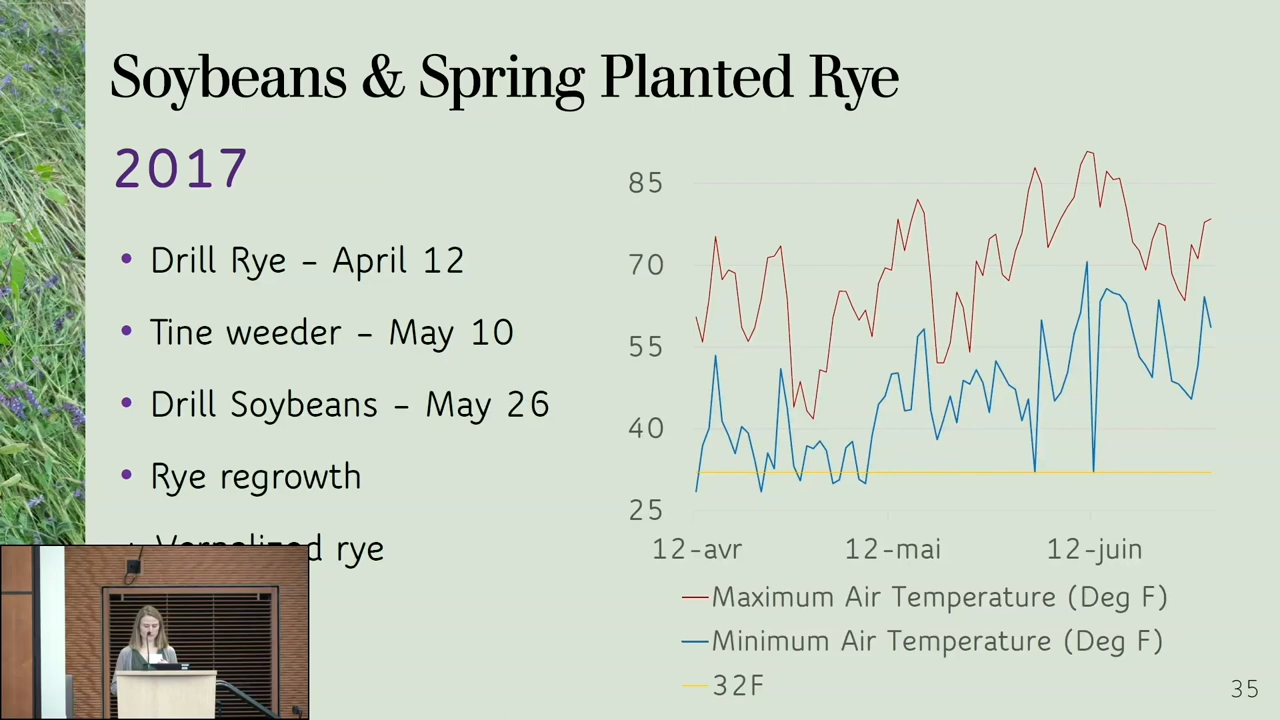 Soybeans & Spring Planted Rye
2017
• Drill Rye – April 12
• Tine weeder – May 10
• Drill Soybeans – May 26
• Rye regrowth
rye
85
70
55
40
25
12-avr 12-mai 12-juin
Maximum Air Temperature (Deg F)
Minimum Air Temperature (Deg F)
32F
35